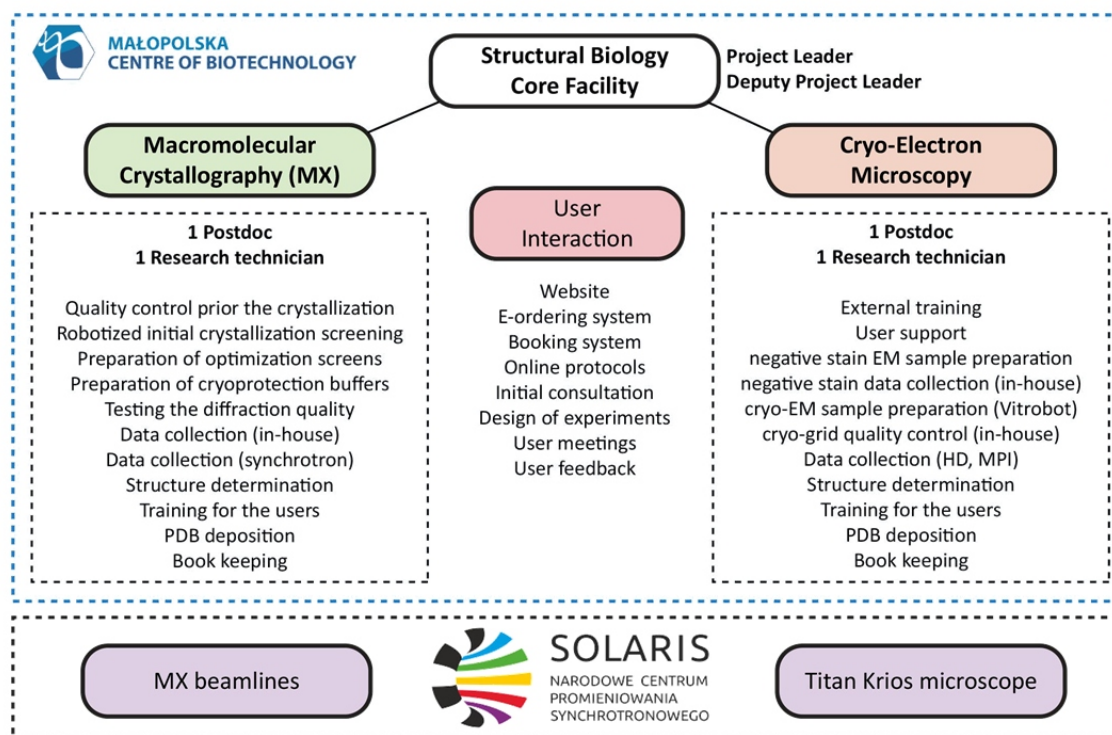 MAŁOPOLSKA
CENTRE OF BIOTECHNOLOGY
Structural Biology
Core Facility
Project Leader
Deputy Project Leader
Macromolecular
Crystallography (MX)
1 Postdoc
1 Research technician
Quality control prior the crystallization
Robotized initial crystallization screening
Preparation of optimization screens
Preparation of cryoprotection buffers
Testing the diffraction quality
Data collection (in-house)
Data collection (synchrotron)
Structure determination
Training for the users
PDB deposition
Book keeping
User
Interaction
Website
E-ordering system
Booking system
Online protocols
Initial consultation
Design of experiments
User meetings
User feedback
Cryo-Electron
Microscopy
1 Postdoc
1 Research technician
External training
User support
negative stain EM sample preparation
negative stain data collection (in-house)
cryo-EM sample preparation (Vitrobot)
cryo-grid quality control (in-house)
Data collection (HD, MPI)
Structure determination
Training for the users
PDB deposition
Book keeping
MX beamlines
SOLARIS
NARODOWE CENTRUM
PROMIENIOWANIA
SYNCHROTRONOWEGO
Titan Krios microscope